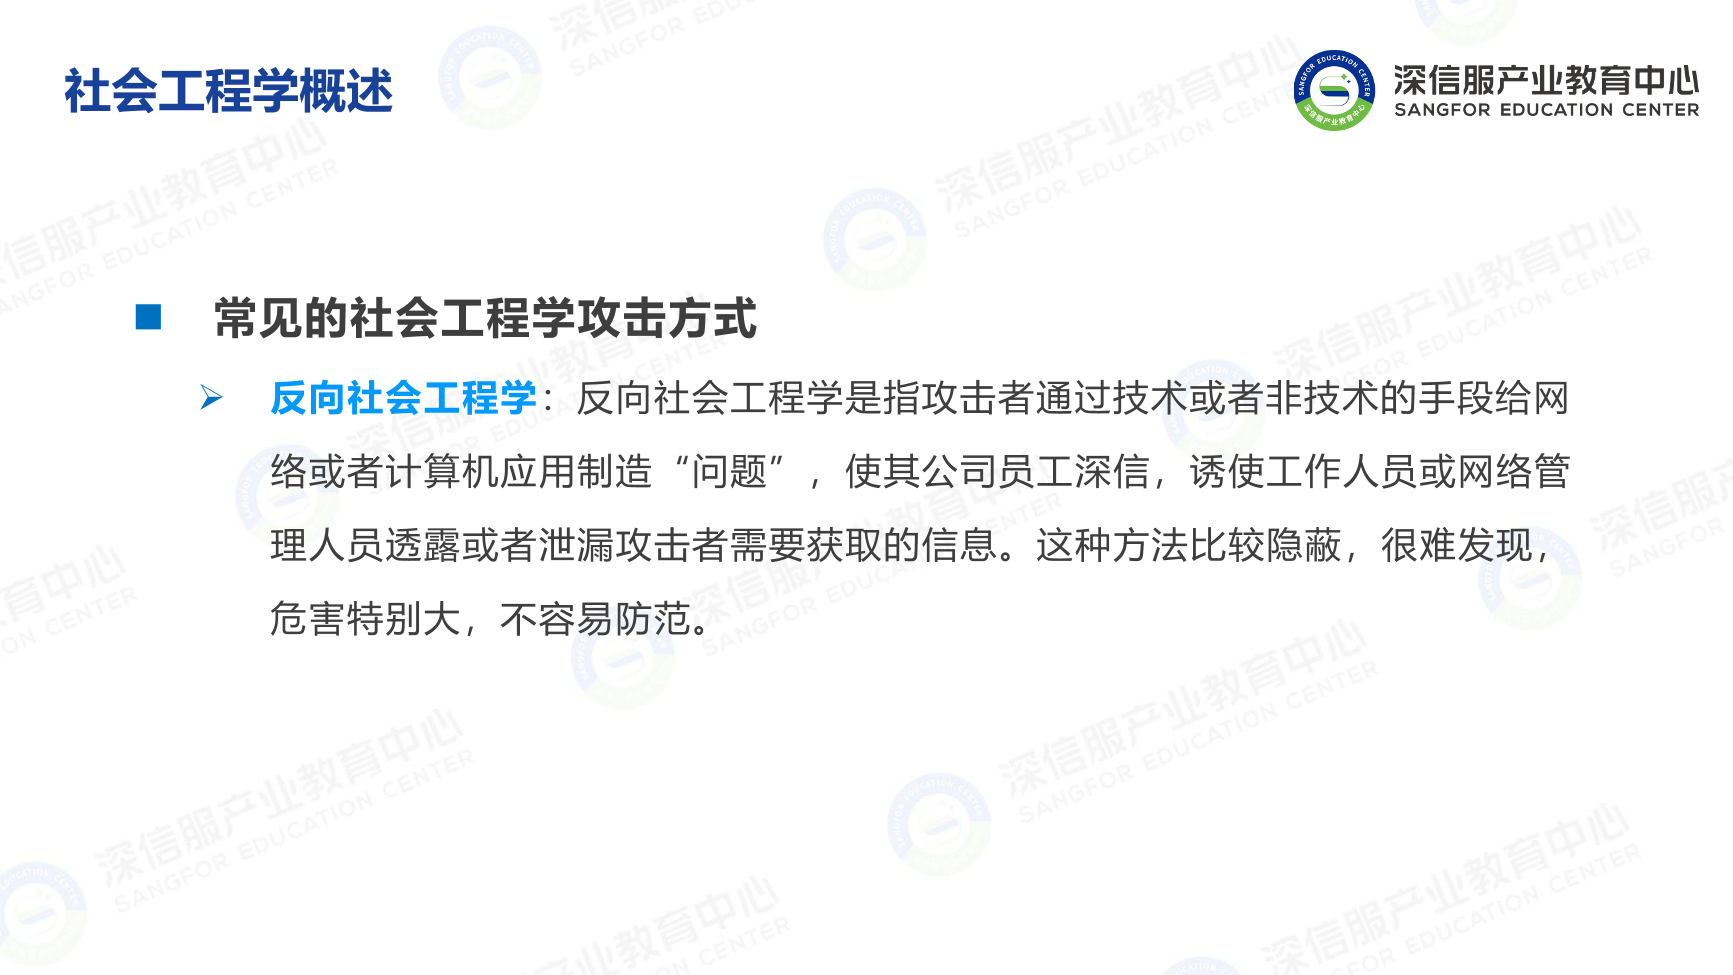 社会工程学概述
深信服产业教育中心
SANGFOR EDUCATION CENTER
常见的社会工程学攻击方式
反向社会工程学：反向社会工程学是指攻击者通过技术或者非技术的手段给网
络或者计算机应用制造“问题”，使其公司员工深信，诱使工作人员或网络管
理人员透露或者泄漏攻击者需要获取的信息。这种方法比较隐蔽，很难发现，
危害特别大，不容易防范。